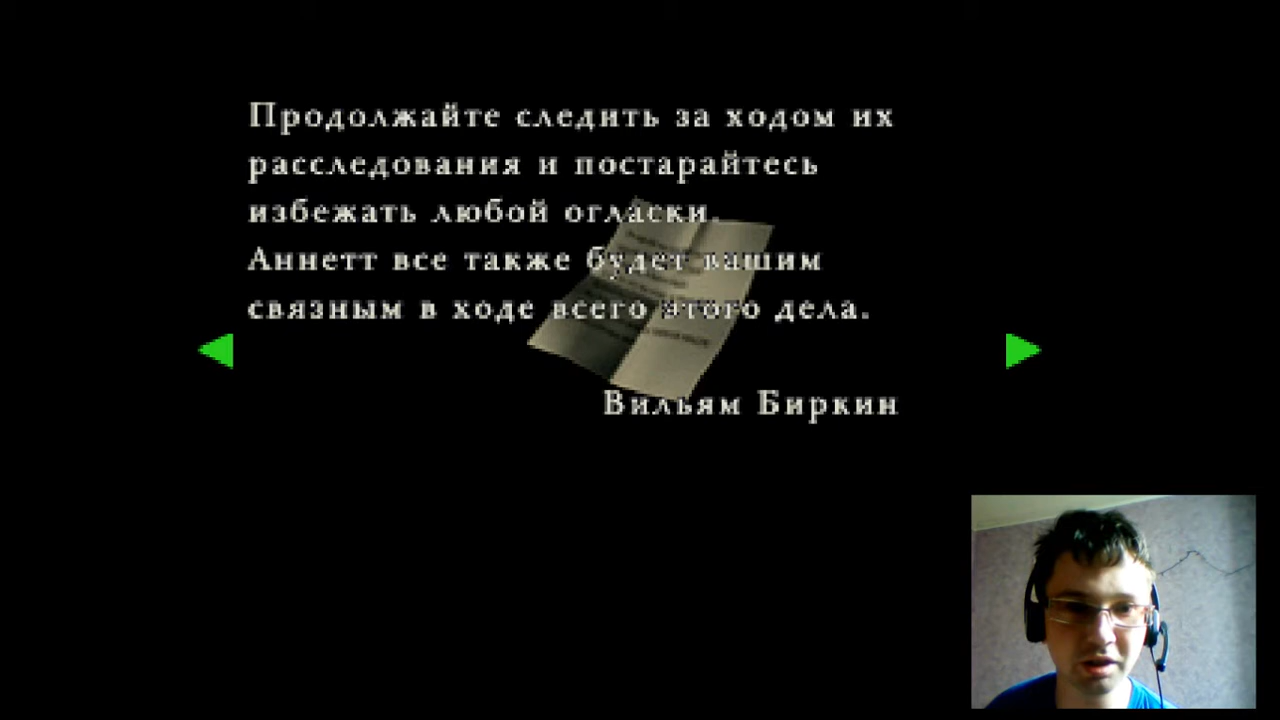 Продолжайте следить за ходом их
расследования и постарайтесь
избежать любой огласки.
Аннетт все также будет вашим
связным в ходе всего этого дела.
Вильям Биркин